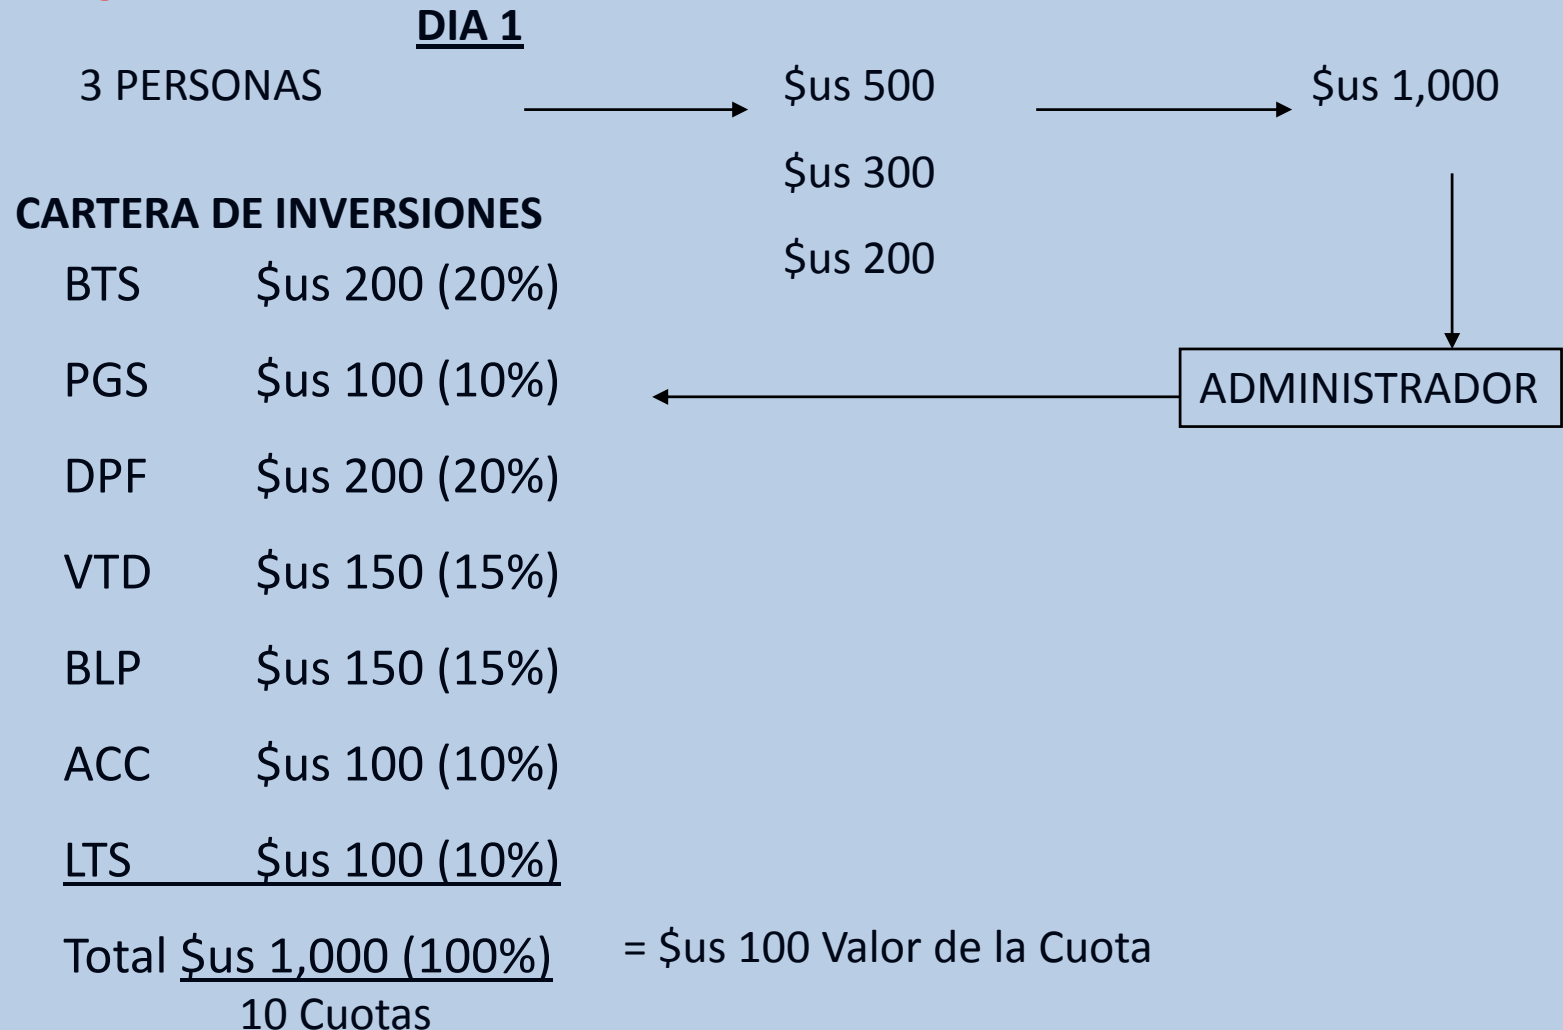 DIA 1
3 PERSONAS
$us 500
$us 1,000
$us 300
$us 200
CARTERA DE INVERSIONES
BTS $us 200 (20%)
PGS $us 100 (10%)
DPF $us 200 (20%)
VTD $us 150 (15%)
BLP $us 150 (15%)
ACC $us 100 (10%)
LTS $us 100 (10%)
Total $us 1,000 (100%) = $us 100 Valor de la Cuota
10 Cuotas
ADMINISTRADOR